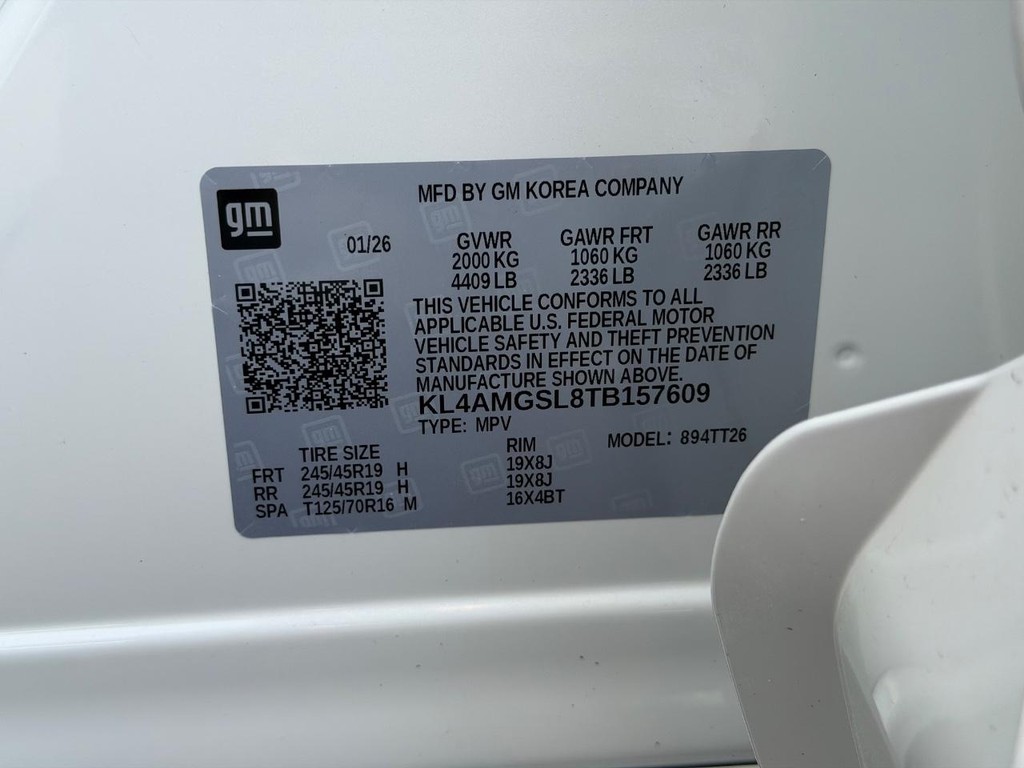 gm
MFD BY GM KOREA COMPANY
01/26
GVWR GAWR FRT GAWR RR
2000 KG 1060 KG 1060 KG
4409 LB 2336 LB 2336 LB
THIS VEHICLE CONFORMS TO ALL
APPLICABLE U.S. FEDERAL MOTOR
VEHICLE SAFETY AND THEFT PREVENTION
STANDARDS IN EFFECT ON THE DATE OF
MANUFACTURE SHOWN ABOVE.
KL4AMGSL8TB157609
TYPE: MPV
MODEL: 894TT26
TIRE SIZE RIM
FRT 245/45R19 H 19X8J
RR 245/45R19 H 19X8J
SPA T125/70R16 M 16X4BT